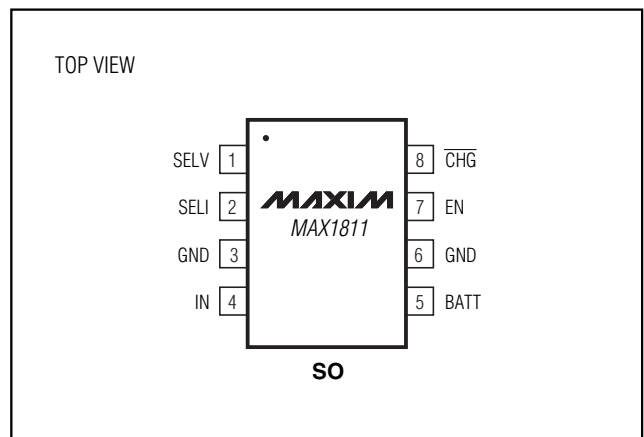 TOP VIEW
SELV 1
SELI 2
GND 3
IN 4
MAXIM
MAX1811
8 CHG
7 EN
6 GND
5 BATT
SO